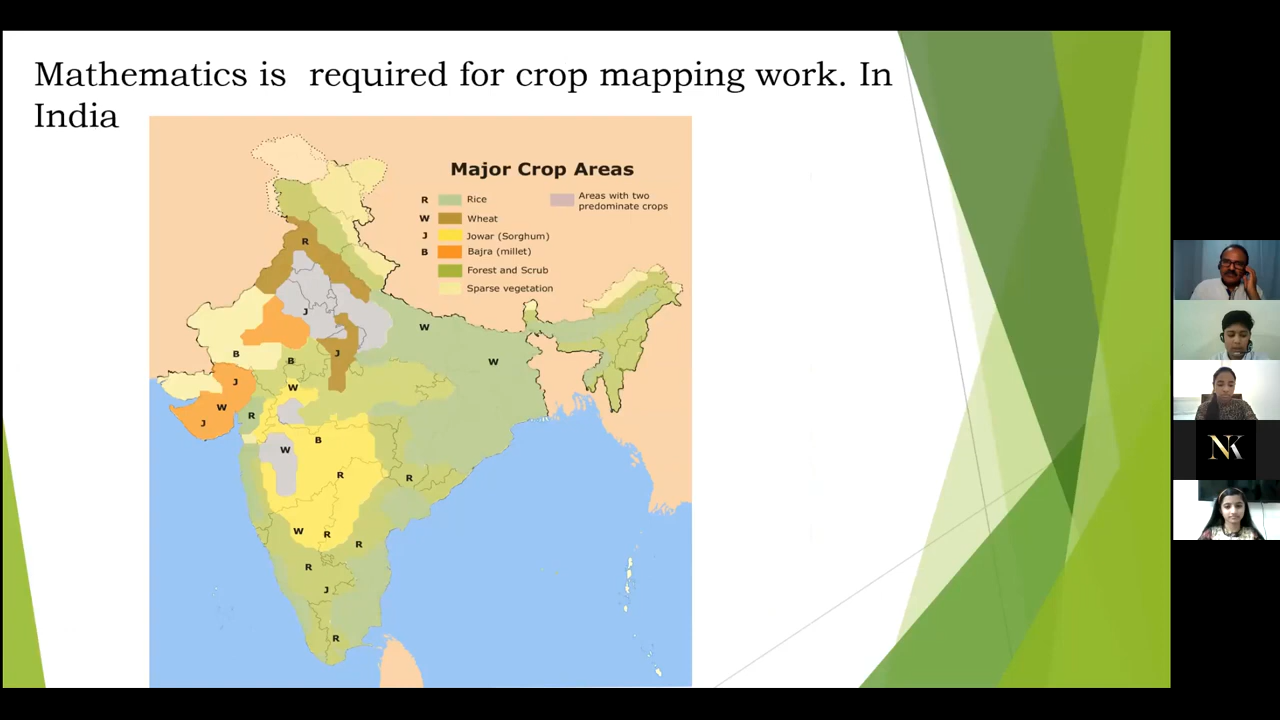 Mathematics is  required for crop mapping work. In
India
Major Crop Areas
R Rice
W Wheat
J Jowar (Sorghum)
B Bajra (millet)
Forest and Scrub
Sparse vegetation
Areas with two
predominate crops
R
J
W
J
W
B
B
J
W
W
R
J
B
W
R
R
W
R
R
R
J
R
NK